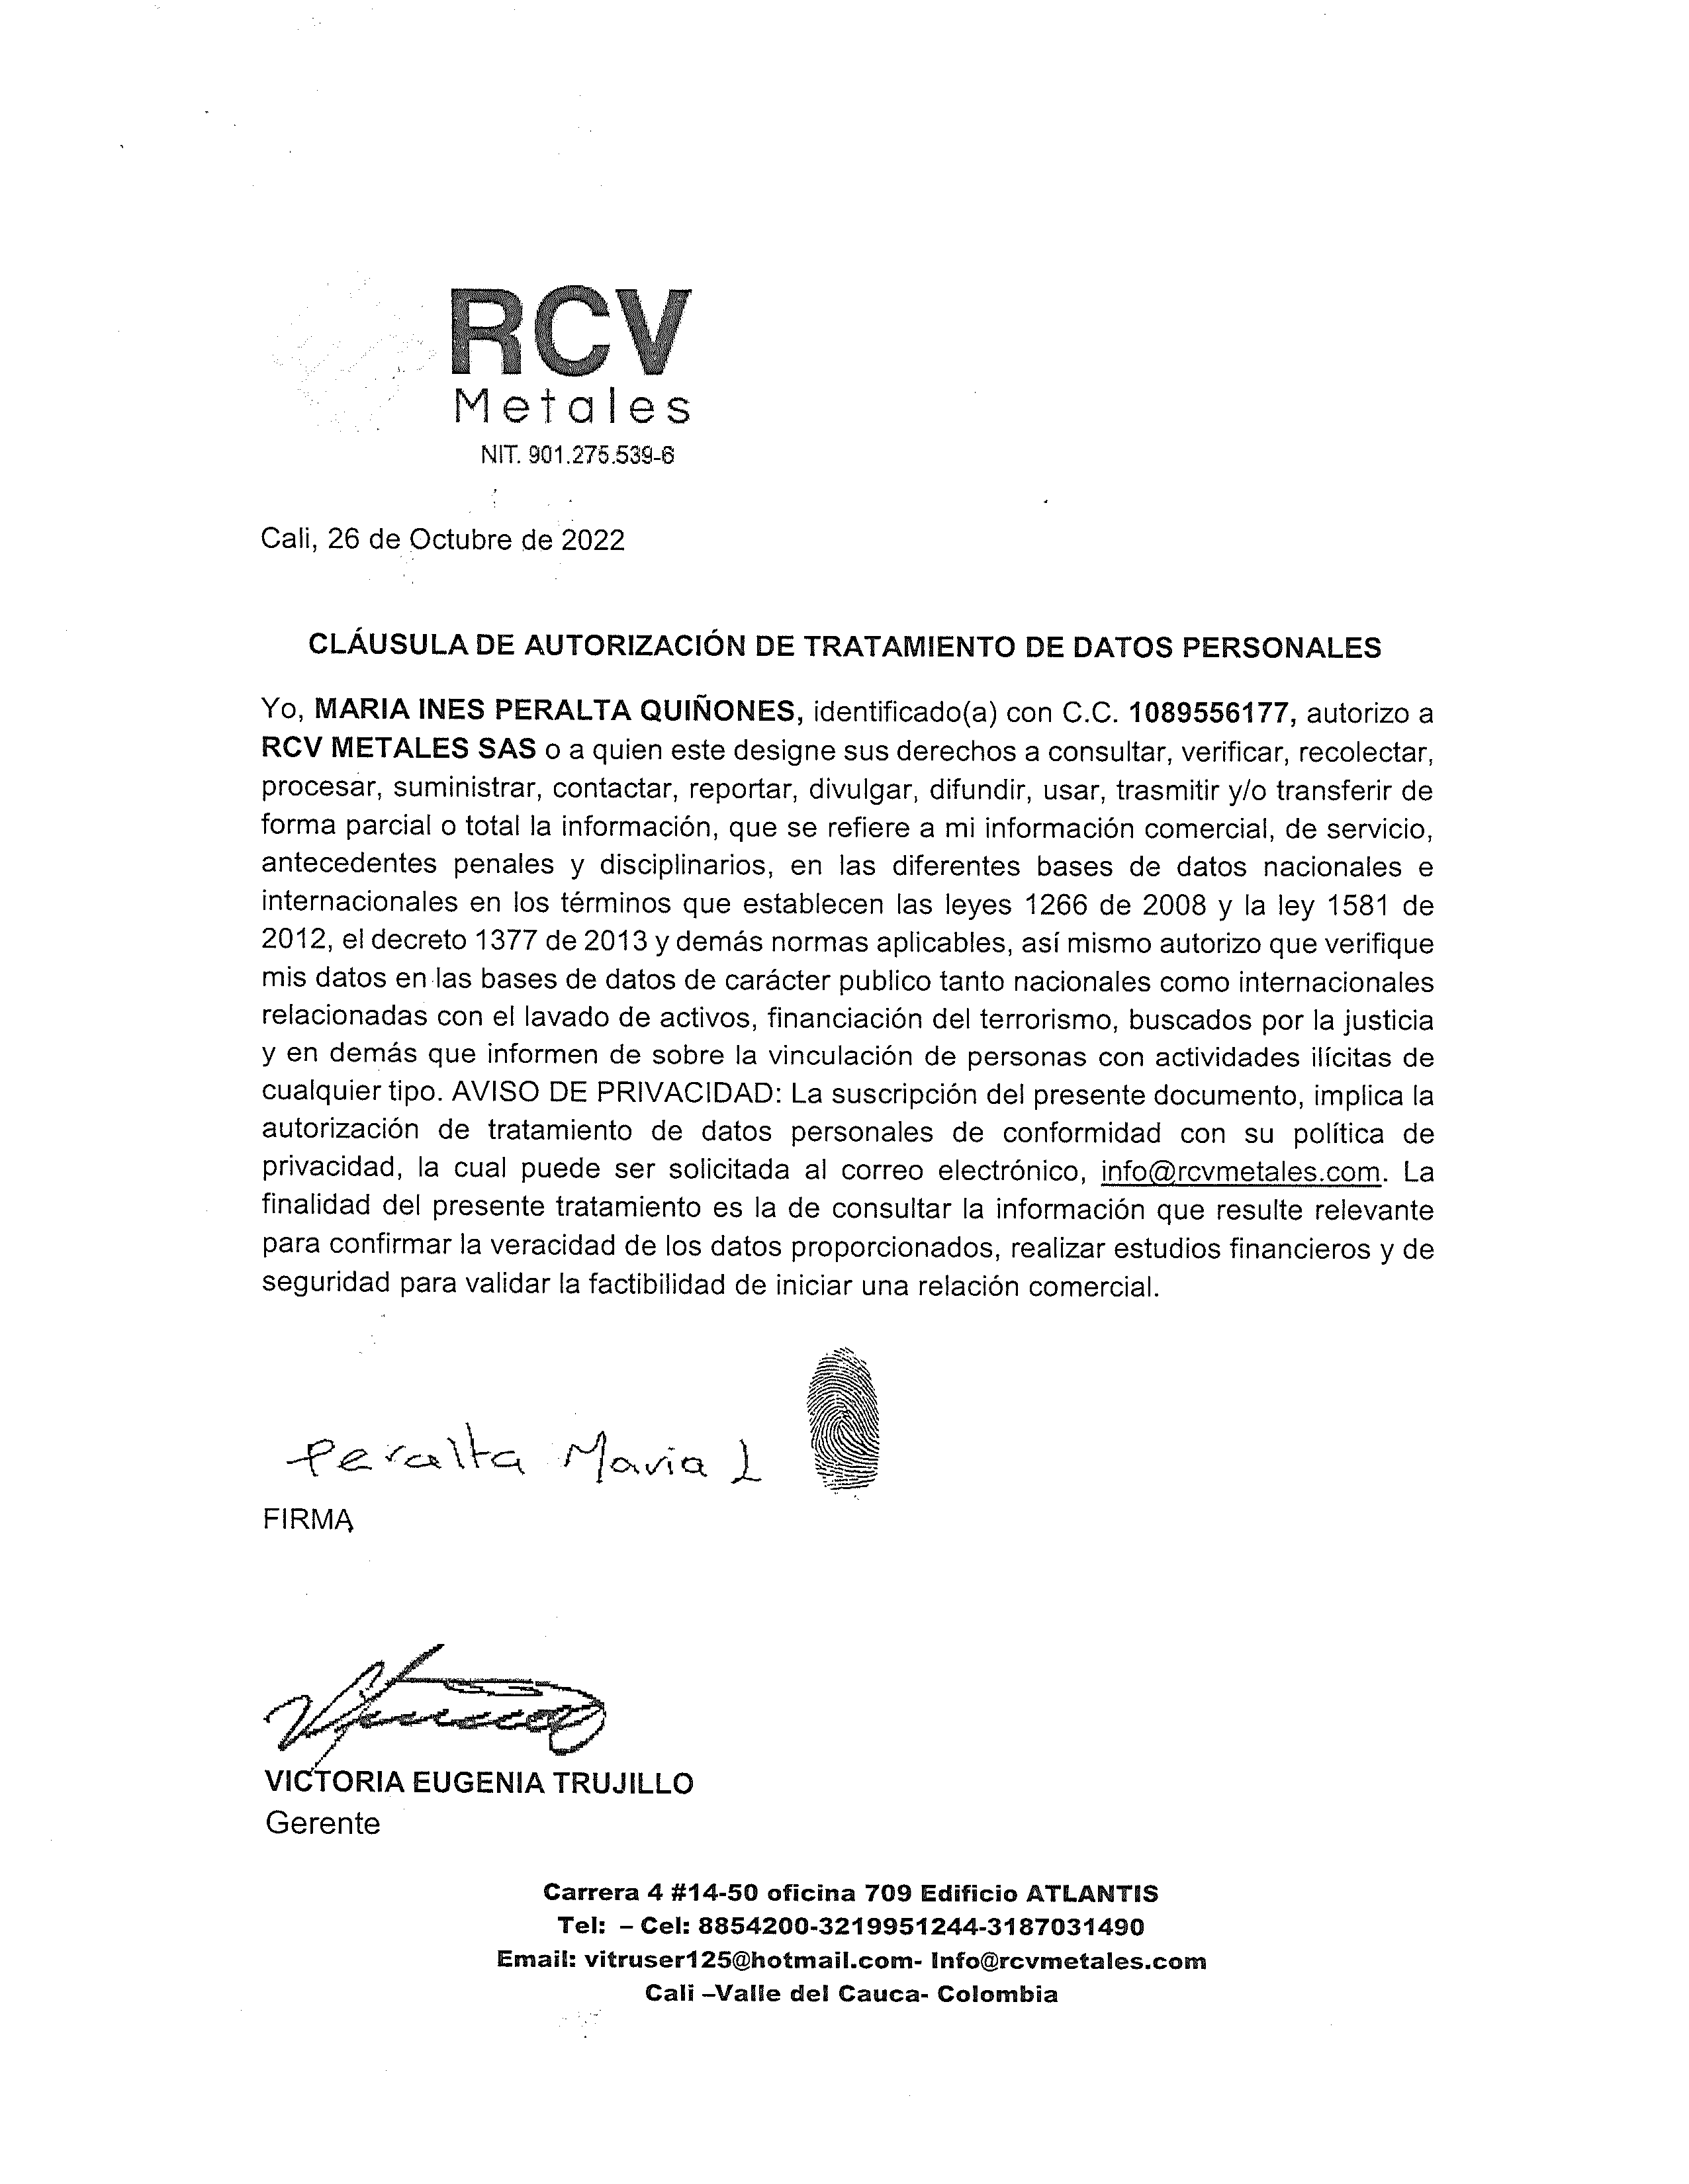 RCV
Metales
NIT. 901.275.539-6
Cali, 26 de Octubre de 2022
CLÁUSULA DE AUTORIZACIÓN DE TRATAMIENTO DE DATOS PERSONALES
Yo, MARIA INES PERALTA QUIÑONES, identificado(a) con C.C. 1089556177, autorizo a
RCV METALES SAS o a quien este designe sus derechos a consultar, verificar, recolectar,
procesar, suministrar, contactar, reportar, divulgar, difundir, usar, trasmitir y/o transferir de
forma parcial o total la información, que se refiere a mi información comercial, de servicio,
antecedentes penales y disciplinarios, en las diferentes bases de datos nacionales e
internacionales en los términos que establecen las leyes 1266 de 2008 y la ley 1581 de
2012, el decreto 1377 de 2013 y demás normas aplicables, así mismo autorizo que verifique
mis datos en las bases de datos de carácter publico tanto nacionales como internacionales
relacionadas con el lavado de activos, financiación del terrorismo, buscados por la justicia
y en demás que informen de sobre la vinculación de personas con actividades ilícitas de
cualquier tipo. AVISO DE PRIVACIDAD: La suscripción del presente documento, implica la
autorización de tratamiento de datos personales de conformidad con su política de
privacidad, la cual puede ser solicitada al correo electrónico, info@rcvmetales.com. La
finalidad del presente tratamiento es la de consultar la información que resulte relevante
para confirmar la veracidad de los datos proporcionados, realizar estudios financieros y de
seguridad para validar la factibilidad de iniciar una relación comercial.
Peralta Maria I
FIRMA
VICTORIA EUGENIA TRUJILLO
Gerente
Carrera 4 #14-50 oficina 709 Edificio ATLANTIS
Tel: – Cel: 8854200-3219951244-3187031490
Email: vitruser125@hotmail.com- Info@rcvmetales.com
Cali –Valle del Cauca- Colombia